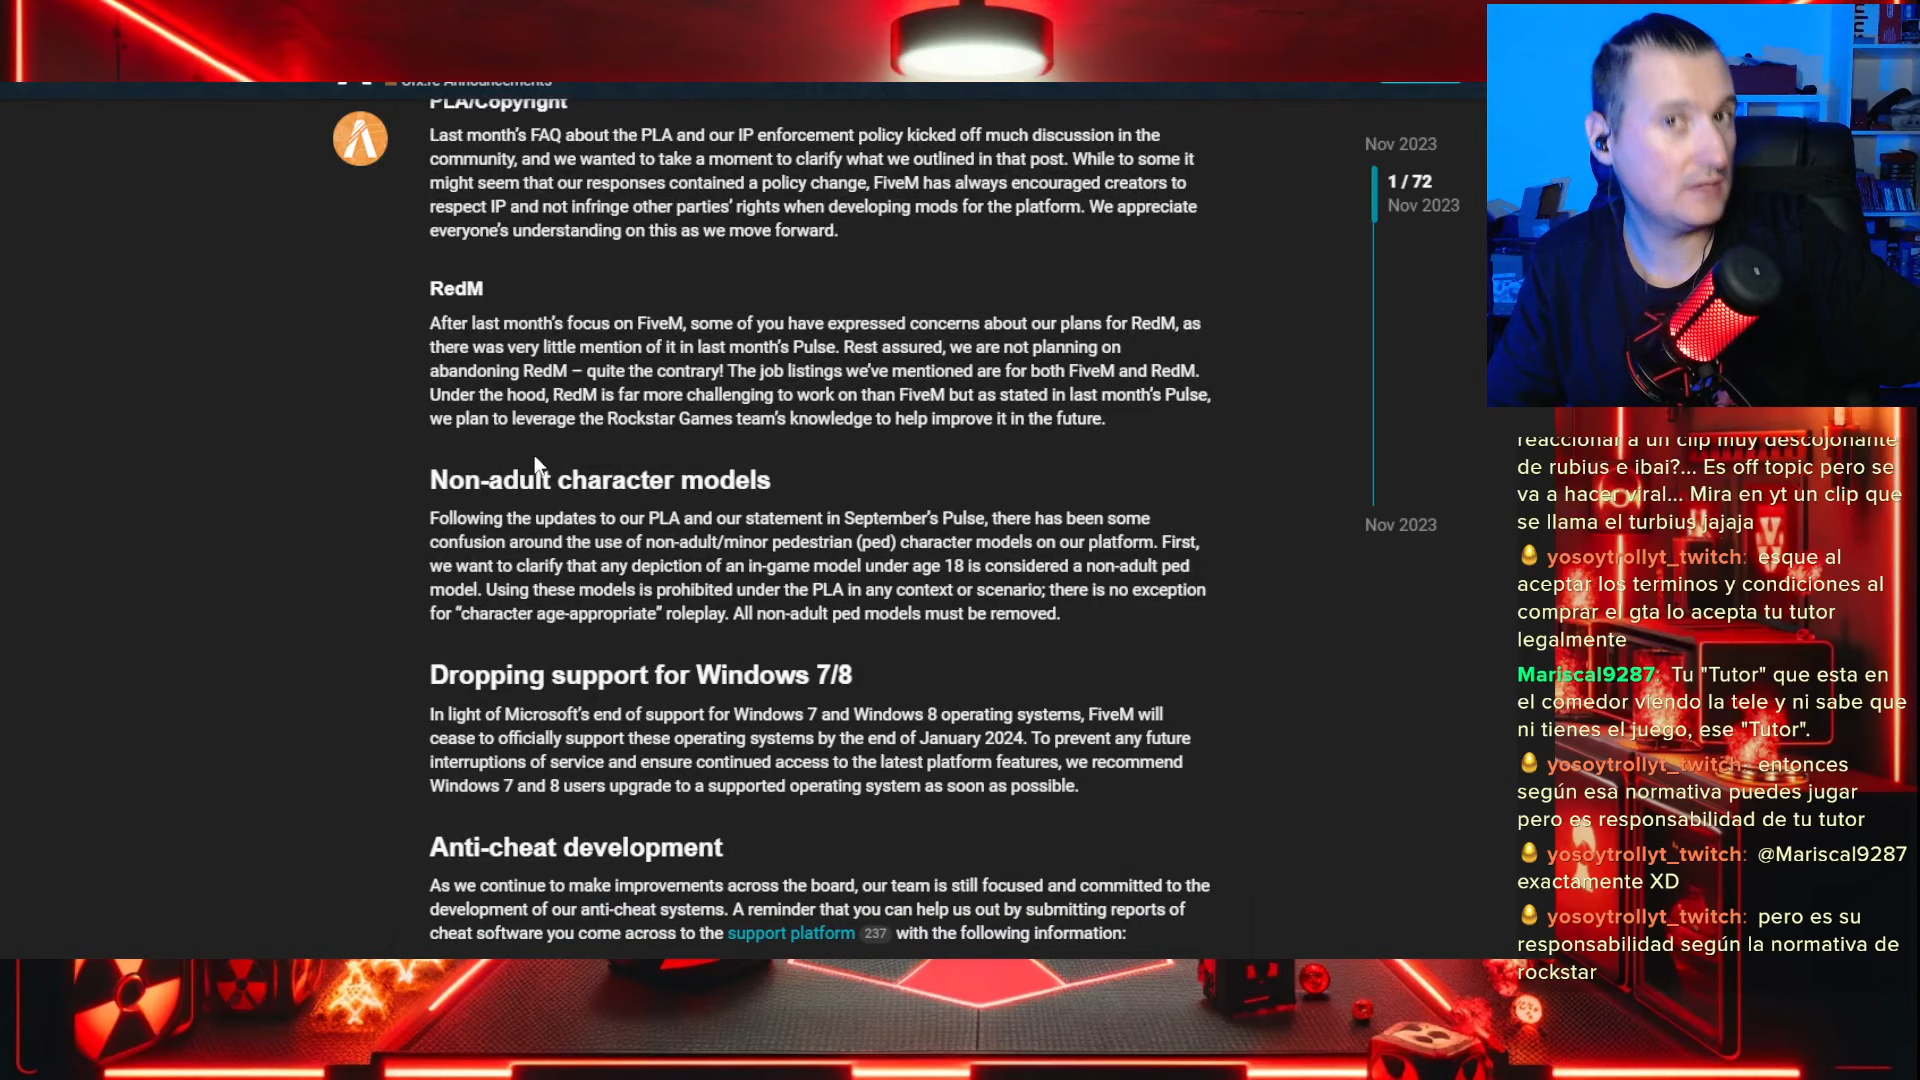 Cfx.re Announcements
PLA/Copyright
Last month's FAQ about the PLA and our IP enforcement policy kicked off much discussion in the
community, and we wanted to take a moment to clarify what we outlined in that post. While to some it
might seem that our responses contained a policy change, FiveM has always encouraged creators to
respect IP and not infringe other parties' rights when developing mods for the platform. We appreciate
everyone's understanding on this as we move forward.
RedM
After last month's focus on FiveM, some of you have expressed concerns about our plans for RedM, as
there was very little mention of it in last month's Pulse. Rest assured, we are not planning on
abandoning RedM – quite the contrary! The job listings we've mentioned are for both FiveM and RedM.
Under the hood, RedM is far more challenging to work on than FiveM but as stated in last month's Pulse,
we plan to leverage the Rockstar Games team's knowledge to help improve it in the future.
Non-adult character models
Following the updates to our PLA and our statement in September's Pulse, there has been some
confusion around the use of non-adult/minor pedestrian (ped) character models on our platform. First,
we want to clarify that any depiction of an in-game model under age 18 is considered a non-adult ped
model. Using these models is prohibited under the PLA in any context or scenario; there is no exception
for “character age-appropriate” roleplay. All non-adult ped models must be removed.
Dropping support for Windows 7/8
In light of Microsoft's end of support for Windows 7 and Windows 8 operating systems, FiveM will
cease to officially support these operating systems by the end of January 2024. To prevent any future
interruptions of service and ensure continued access to the latest platform features, we recommend
Windows 7 and 8 users upgrade to a supported operating system as soon as possible.
Anti-cheat development
As we continue to make improvements across the board, our team is still focused and committed to the
development of our anti-cheat systems. A reminder that you can help us out by submitting reports of
cheat software you come across to the support platform 237 with the following information:
Nov 2023
1 / 72
Nov 2023
Nov 2023
reaccionar a un clip muy descojonante
de rubius e ibai?... Es off topic pero se
va a hacer viral... Mira en yt un clip que
se llama el turbius jajaja
yosoytrollyt_twitch: esque al
aceptar los terminos y condiciones al
comprar el gta lo acepta tu tutor
legalmente
Mariscal9287: Tu "Tutor" que esta en
el comedor viendo la tele y ni sabe que
ni tienes el juego, ese "Tutor".
yosoytrollyt_twitch: entonces
según esa normativa puedes jugar
pero es responsabilidad de tu tutor
yosoytrollyt_twitch: @Mariscal9287
exactamente XD
yosoytrollyt_twitch: pero es su
responsabilidad según la normativa de
rockstar